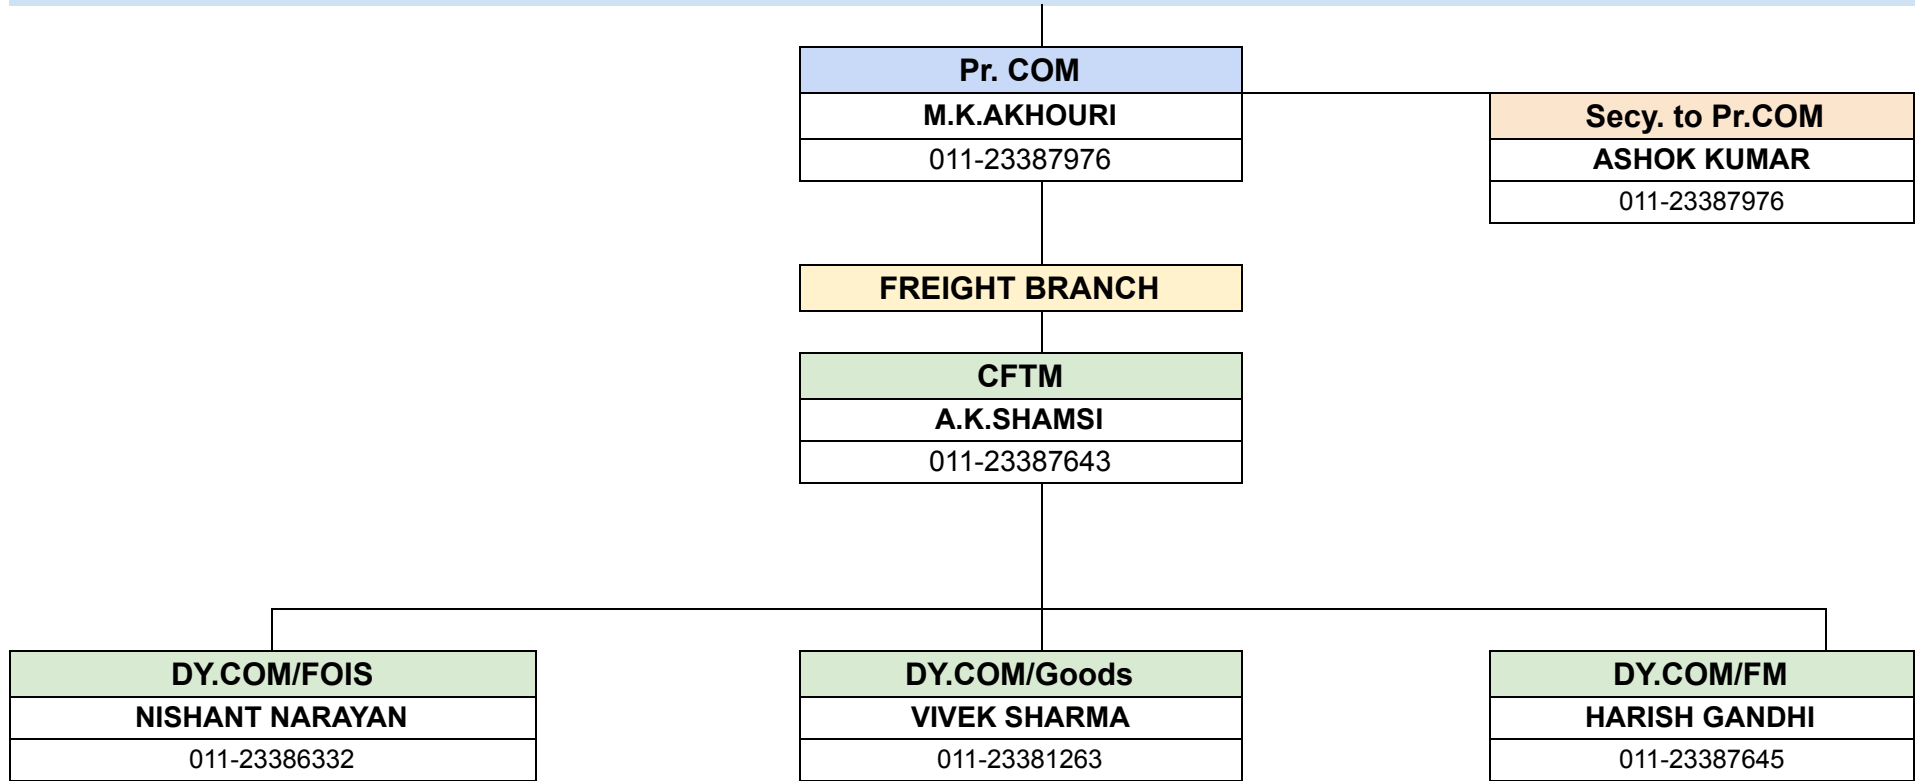 Pr. COM
M.K.AKHOURI
011-23387976
Secy. to Pr.COM
ASHOK KUMAR
011-23387976
FREIGHT BRANCH
CFTM
A.K.SHAMSI
011-23387643
DY.COM/FOIS
NISHANT NARAYAN
011-23386332
DY.COM/Goods
VIVEK SHARMA
011-23381263
DY.COM/FM
HARISH GANDHI
011-23387645